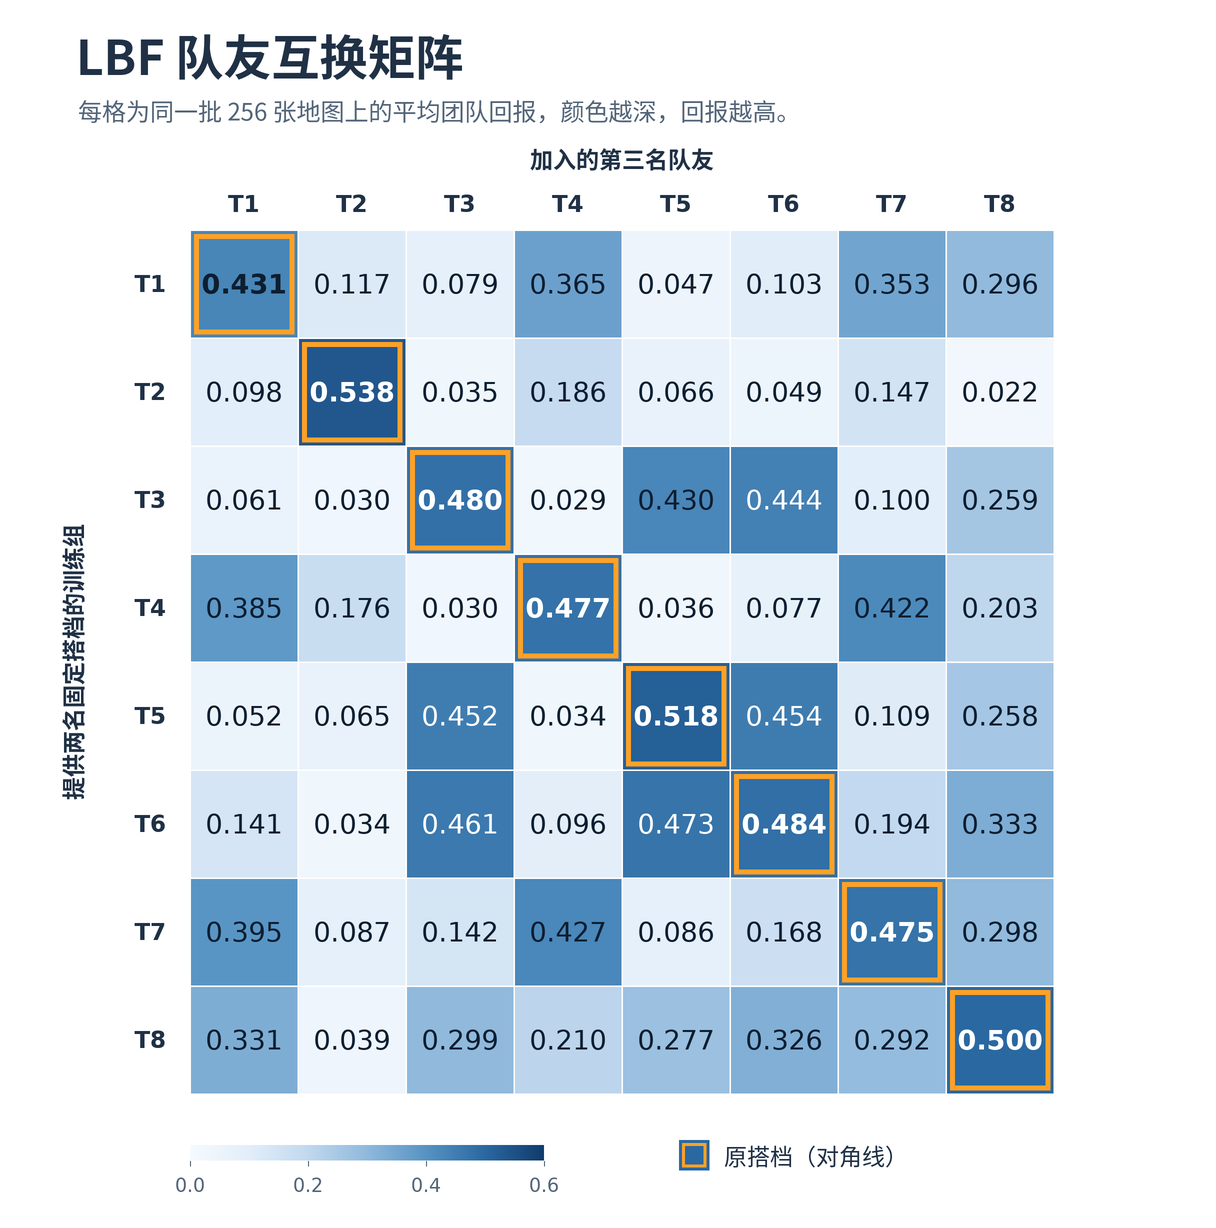 LBF 队友互换矩阵
每格为同一批 256 张地图上的平均团队回报，颜色越深，回报越高。
加入的第三名队友
T1 T2 T3 T4 T5 T6 T7 T8
提供两名固定搭档的训练组
T1 0.431 0.117 0.079 0.365 0.047 0.103 0.353 0.296
T2 0.098 0.538 0.035 0.186 0.066 0.049 0.147 0.022
T3 0.061 0.030 0.480 0.029 0.430 0.444 0.100 0.259
T4 0.385 0.176 0.030 0.477 0.036 0.077 0.422 0.203
T5 0.052 0.065 0.452 0.034 0.518 0.454 0.109 0.258
T6 0.141 0.034 0.461 0.096 0.473 0.484 0.194 0.333
T7 0.395 0.087 0.142 0.427 0.086 0.168 0.475 0.298
T8 0.331 0.039 0.299 0.210 0.277 0.326 0.292 0.500
0.0 0.2 0.4 0.6
原搭档（对角线）